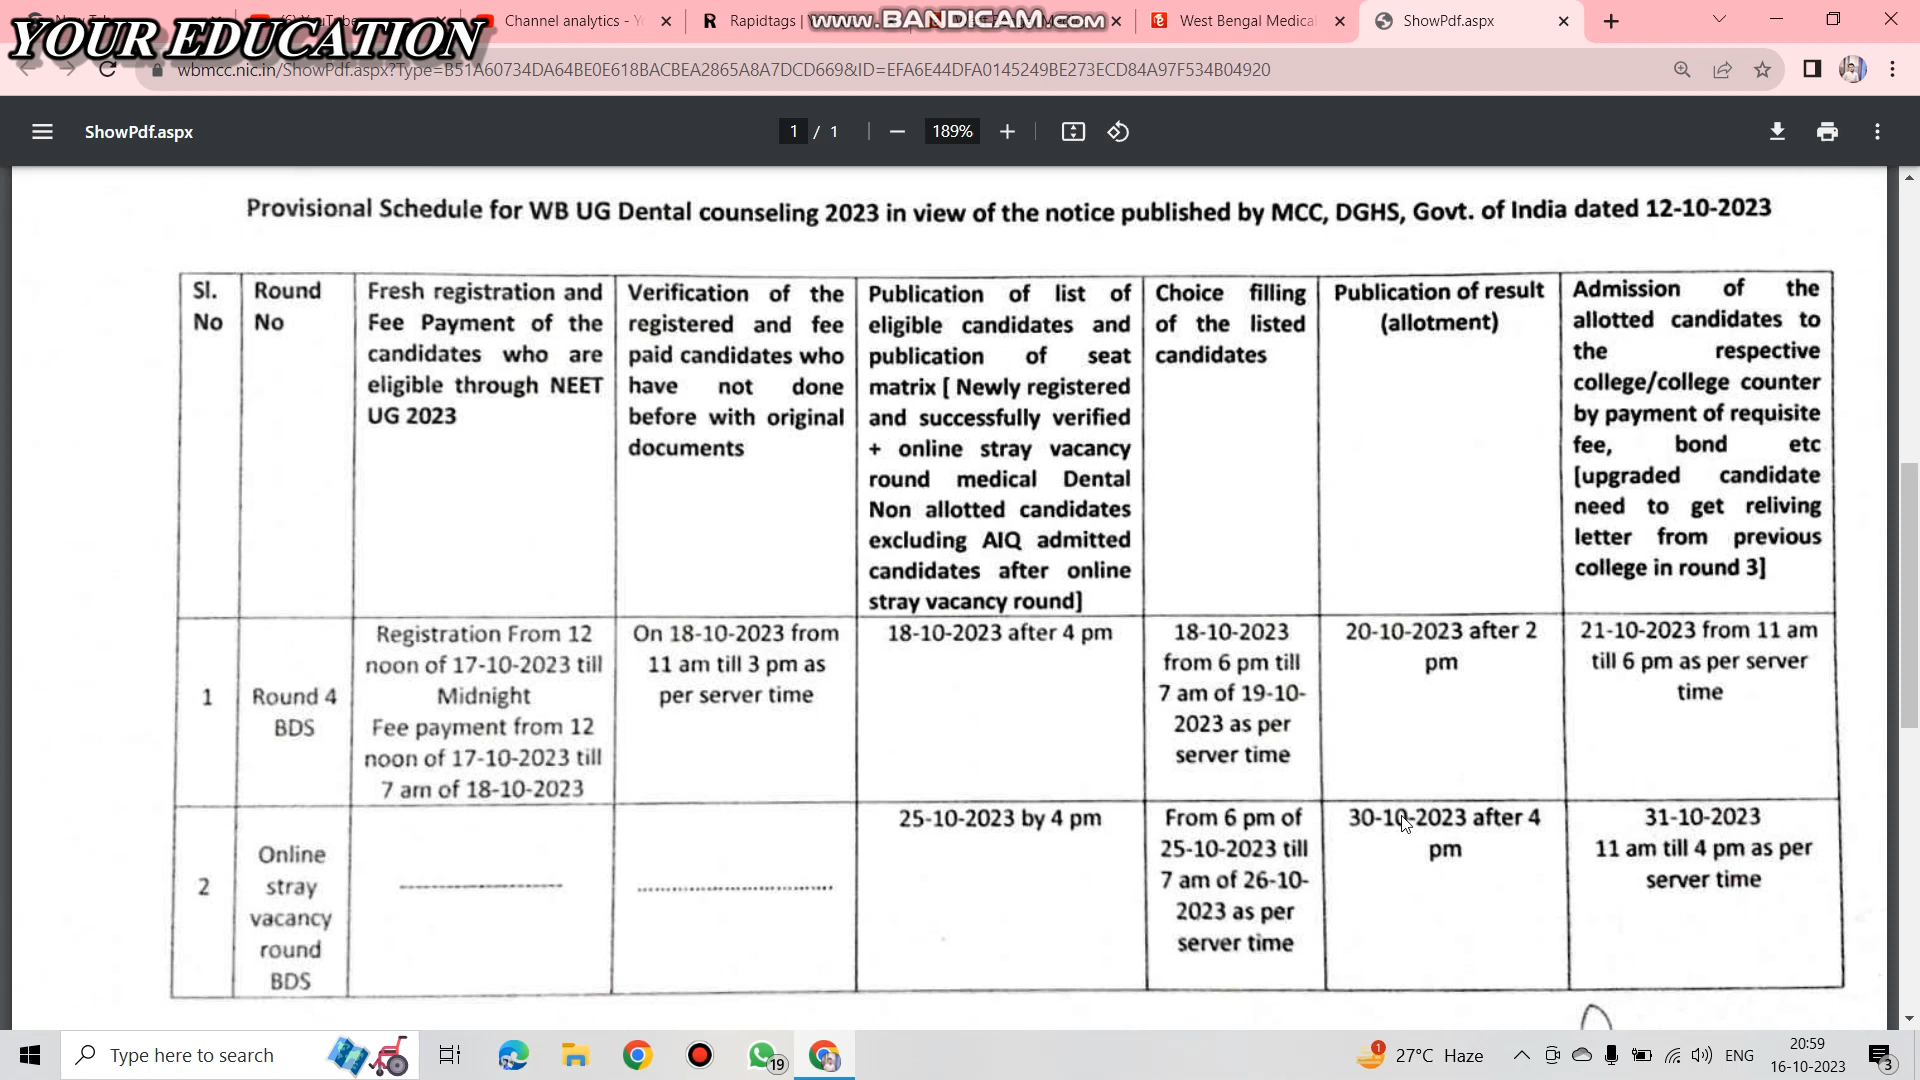 YOUR EDUCATION
Channel analytics - Y
Rapidtags |
www.BANDICAM.com
West Bengal Medical
ShowPdf.aspx
wbmcc.nic.in/ShowPdf.aspx?Type=B51A60734DA64BE0E618BACBEA2865A8A7DCD669&ID=EFA6E44DFA0145249BE273ECD84A97F534B04920
ShowPdf.aspx
1 / 1
189%
Provisional Schedule for WB UG Dental counseling 2023 in view of the notice published by MCC, DGHS, Govt. of India dated 12-10-2023
Sl.
No
Round
No
Fresh registration and
Fee Payment of the
candidates who are
eligible through NEET
UG 2023
Verification of the
registered and fee
paid candidates who
have not done
before with original
documents
Publication of list of
eligible candidates and
publication of seat
matrix [ Newly registered
and successfully verified
+ online stray vacancy
round medical Dental
Non allotted candidates
excluding AIQ admitted
candidates after online
stray vacancy round]
Choice filling
of the listed
candidates
Publication of result
(allotment)
Admission of the
allotted candidates to
the respective
college/college counter
by payment of requisite
fee, bond etc
[upgraded candidate
need to get reliving
letter from previous
college in round 3]
1
Round 4
BDS
Registration From 12
noon of 17-10-2023 till
Midnight
Fee payment from 12
noon of 17-10-2023 till
7 am of 18-10-2023
On 18-10-2023 from
11 am till 3 pm as
per server time
18-10-2023 after 4 pm
18-10-2023
from 6 pm till
7 am of 19-10-
2023 as per
server time
20-10-2023 after 2
pm
21-10-2023 from 11 am
till 6 pm as per server
time
2
Online
stray
vacancy
round
BDS
25-10-2023 by 4 pm
From 6 pm of
25-10-2023 till
7 am of 26-10-
2023 as per
server time
30-10-2023 after 4
pm
31-10-2023
11 am till 4 pm as per
server time
Type here to search
19
1
27°C Haze
ENG
20:59
16-10-2023
3